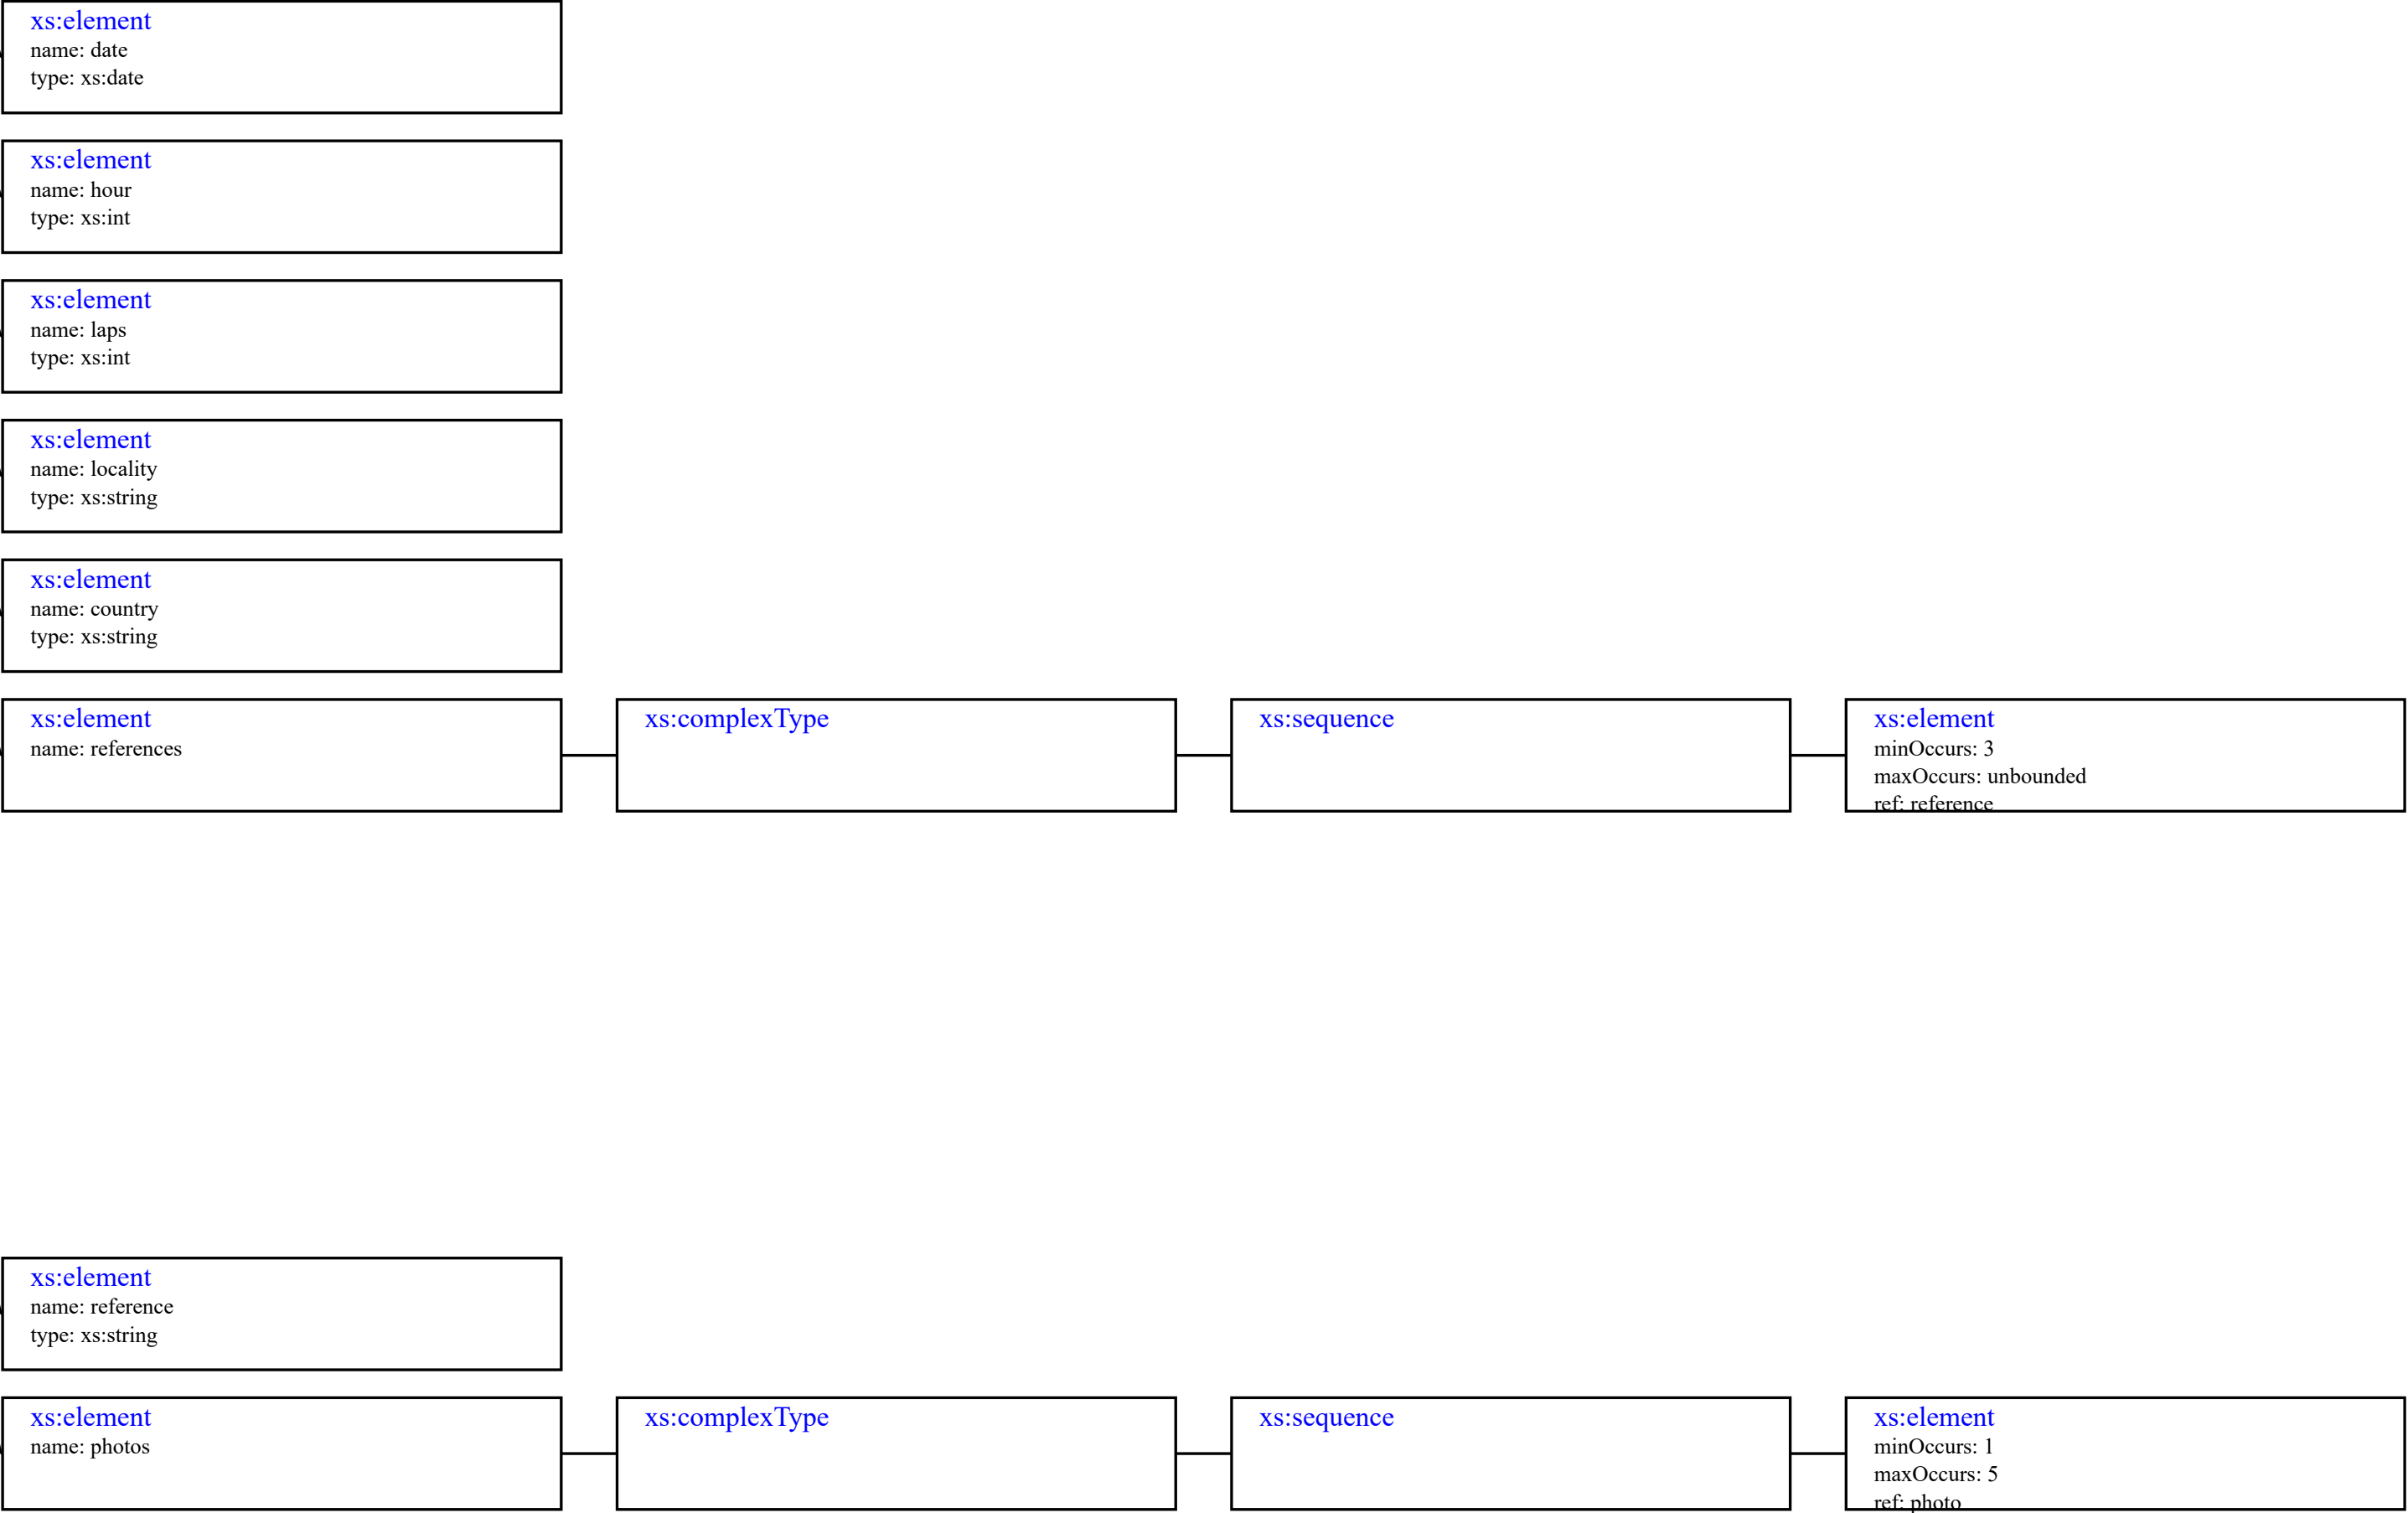 xs:element
name: date
type: xs:date
xs:element
name: hour
type: xs:int
xs:element
name: laps
type: xs:int
xs:element
name: locality
type: xs:string
xs:element
name: country
type: xs:string
xs:element
name: references
xs:complexType
xs:sequence
xs:element
minOccurs: 3
maxOccurs: unbounded
ref: reference
xs:element
name: reference
type: xs:string
xs:element
name: photos
xs:complexType
xs:sequence
xs:element
minOccurs: 1
maxOccurs: 5
ref: photo